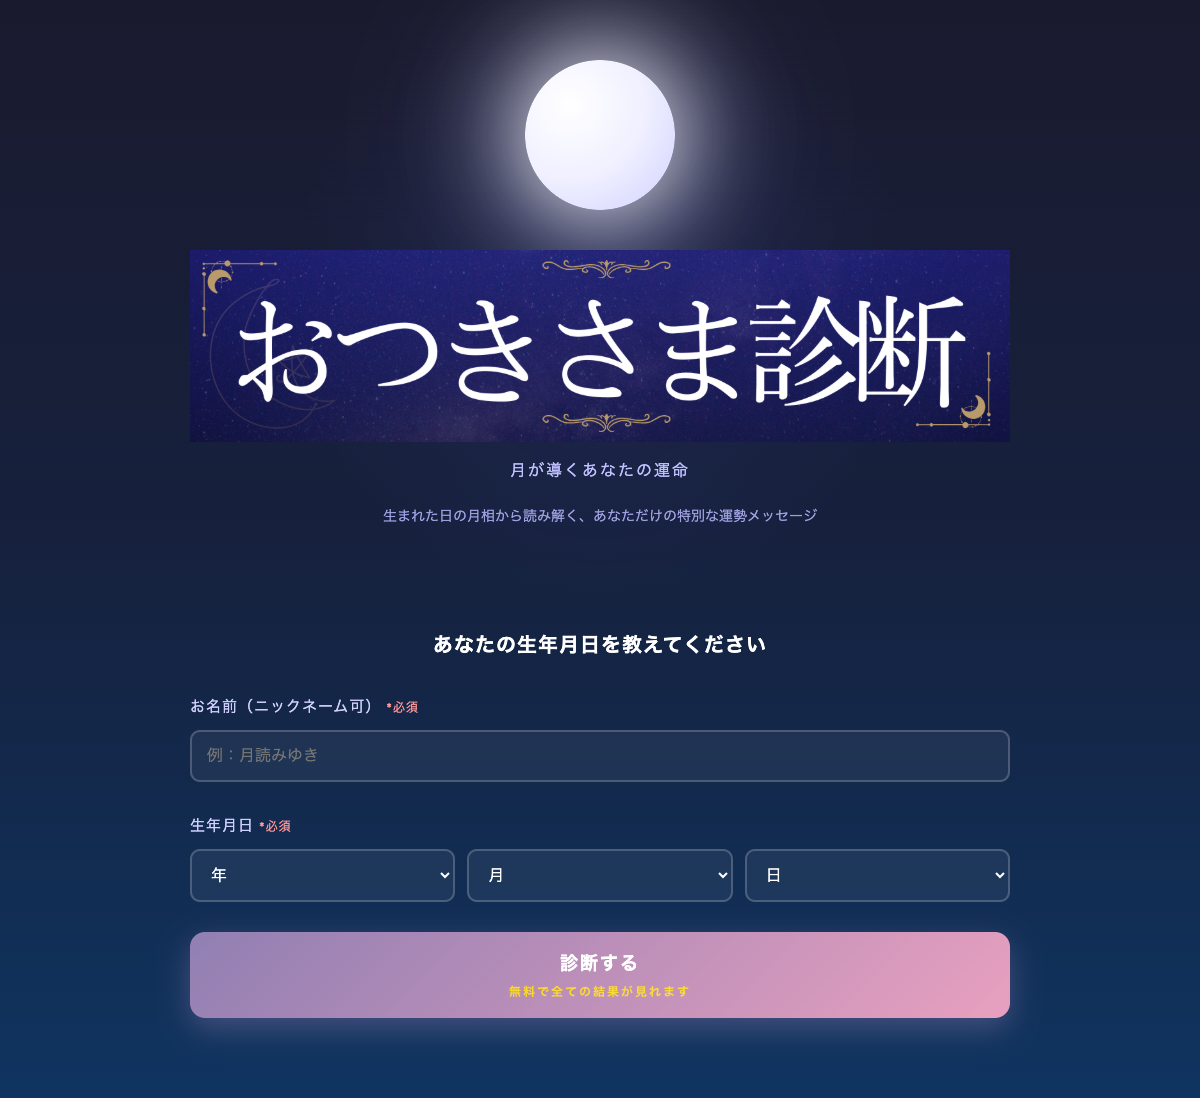 おつきさま診断
月が導くあなたの運命
生まれた日の月相から読み解く、あなただけの特別な運勢メッセージ
あなたの生年月日を教えてください
お名前（ニックネーム可） *必須
例：月読みゆき
生年月日 *必須
年 月 日
診断する
無料で全ての結果が見れます